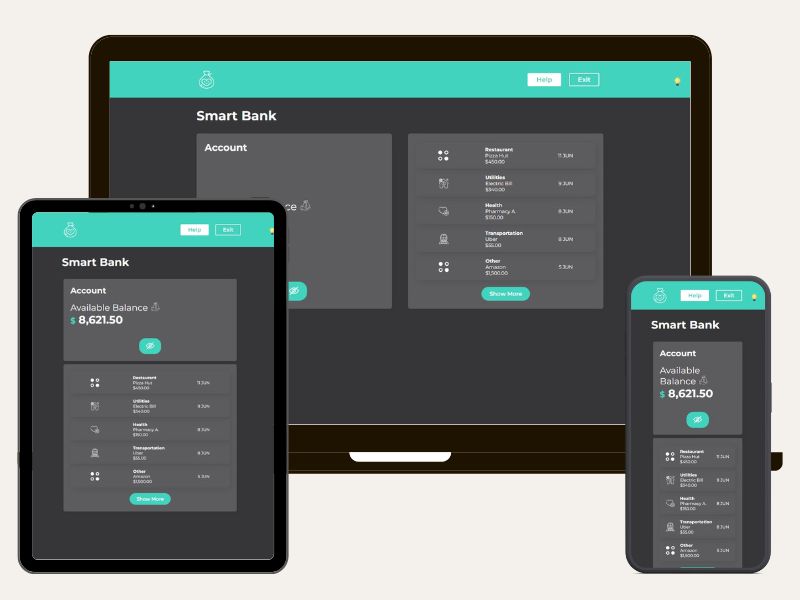 Help
Exit
Smart Bank
Account
ce
Restaurant
Pizza Hut
$450.00
11 JUN
Utilities
Electric Bill
$340.00
9 JUN
Health
Pharmacy A.
$150.00
8 JUN
Transportation
Uber
$55.00
8 JUN
Other
Amazon
$1,500.00
5 JUN
Show More
Help
Exit
Smart Bank
Account
Available Balance
$ 8,621.50
Restaurant
Pizza Hut
$450.00
11 JUN
Utilities
Electric Bill
$340.00
9 JUN
Health
Pharmacy A.
$150.00
8 JUN
Transportation
Uber
$55.00
8 JUN
Other
Amazon
$1,500.00
5 JUN
Show More
Help
Exit
Smart Bank
Account
Available
Balance
$ 8,621.50
Restaurant
Pizza Hut
$450.00
11 JUN
Utilities
Electric Bill
$340.00
9 JUN
Health
Pharmacy A.
$150.00
8 JUN
Transportation
Uber
$55.00
8 JUN
Other
Amazon
$1,500.00
5 JUN